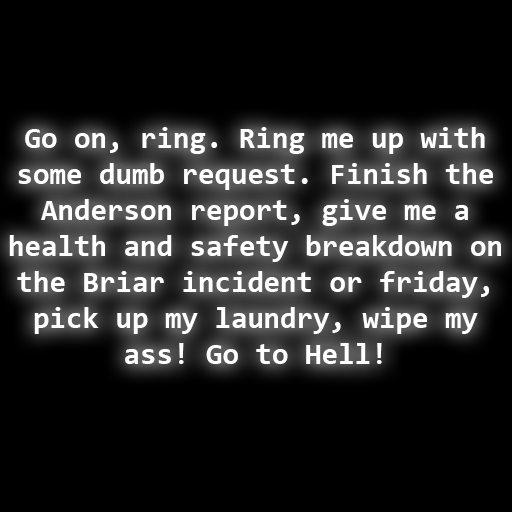 Go on, ring. Ring me up with
some dumb request. Finish the
Anderson report, give me a
health and safety breakdown on
the Briar incident or friday,
pick up my laundry, wipe my
ass! Go to Hell!